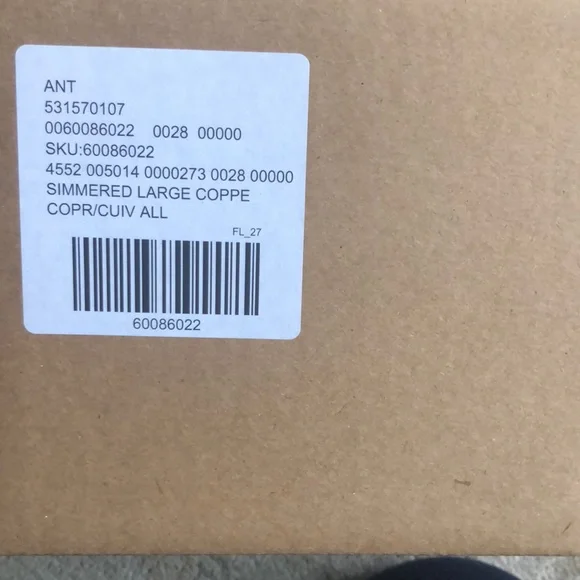 ANT
531570107
0060086022 0028 00000
SKU:60086022
4552 005014 0000273 0028 00000
SIMMERED LARGE COPPE
COPR/CUIV ALL
FL_27
60086022